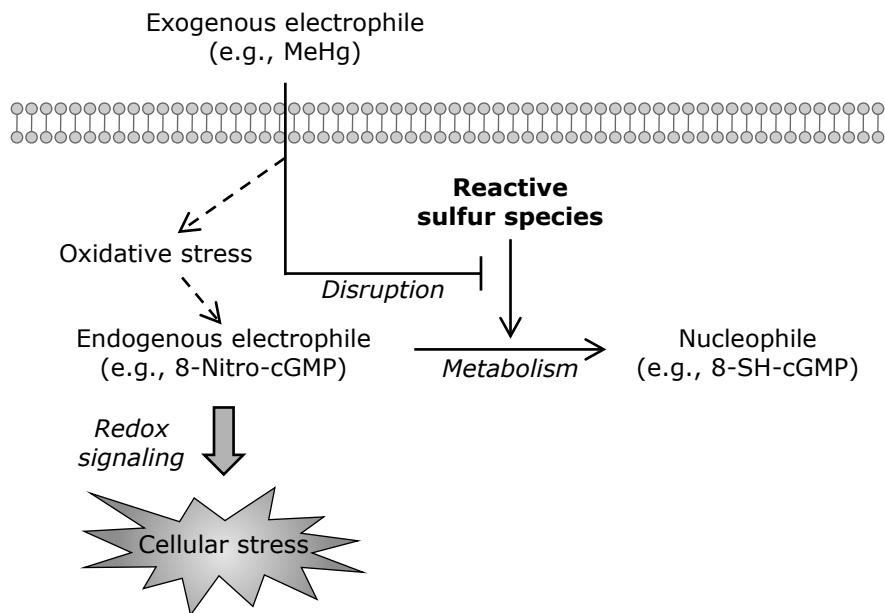 Exogenous electrophile
(e.g., MeHg)
Reactive
sulfur species
Oxidative stress
Disruption
Endogenous electrophile
(e.g., 8-Nitro-cGMP)
Metabolism
Nucleophile
(e.g., 8-SH-cGMP)
Redox
signaling
Cellular stress